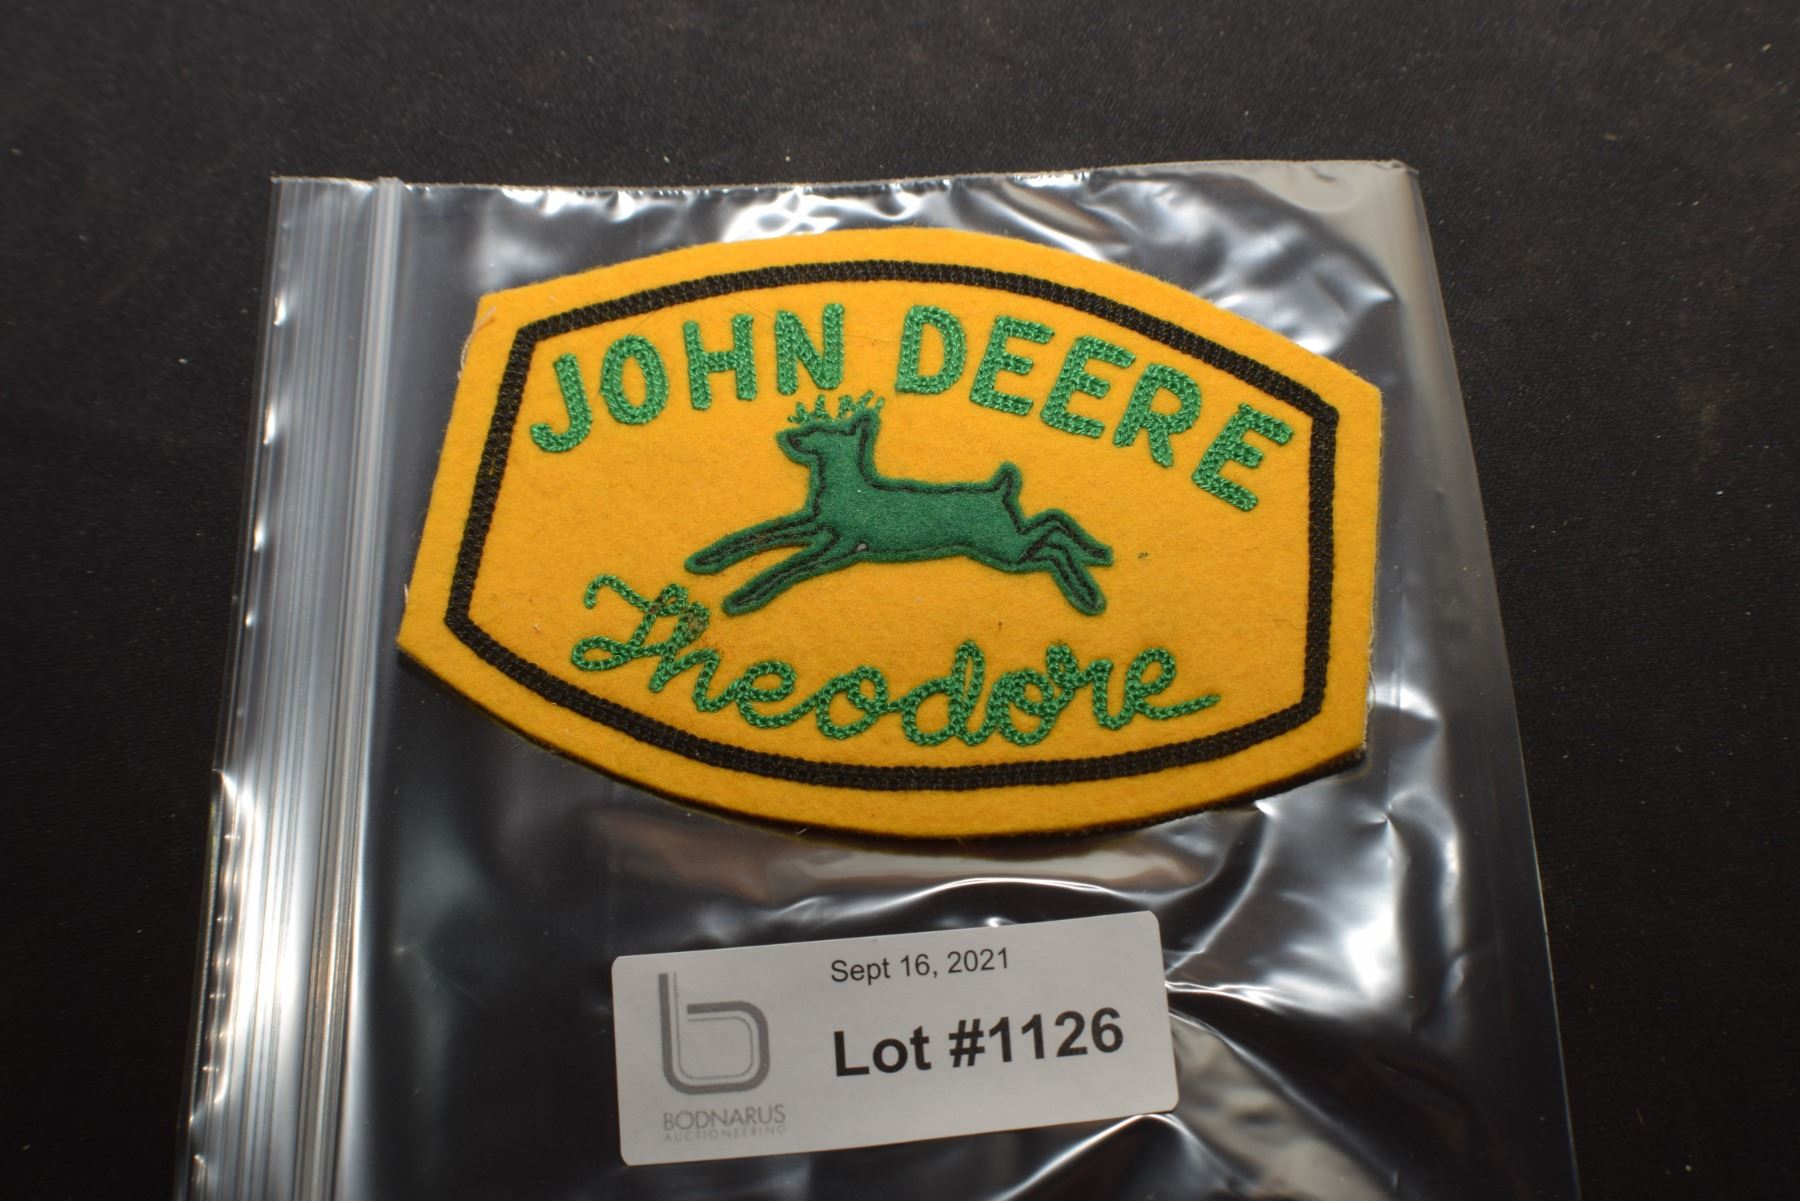 JOHN DEERE
Theodore
Sept 16, 2021
Lot #1126
BODNARUS
AUCTIONEERING